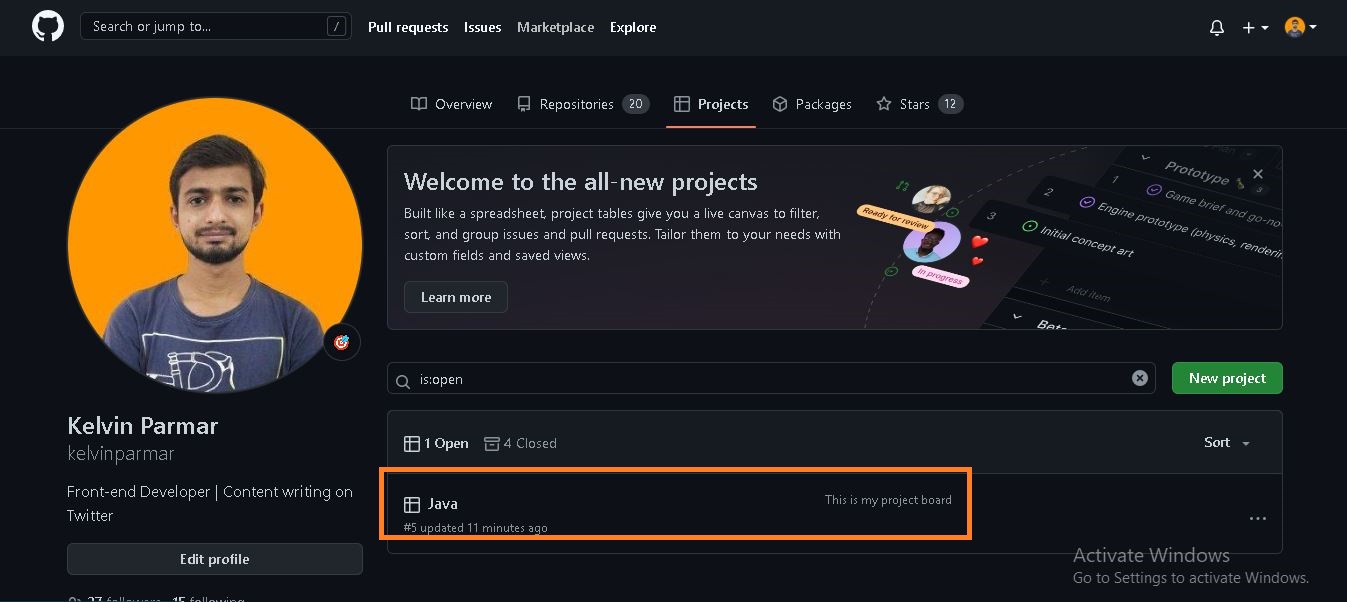 Search or jump to...
/
Pull requests
Issues
Marketplace
Explore
Overview
Repositories 20
Projects
Packages
Stars 12
Welcome to the all-new projects
Built like a spreadsheet, project tables give you a live canvas to filter,
sort, and group issues and pull requests. Tailor them to your needs with
custom fields and saved views.
Learn more
Ready for review
In progress
Prototype 3
1 Game brief and go-no
2 Engine prototype (physics, renderin
3 Initial concept art
+ Add item
Beta
is:open
New project
1 Open
4 Closed
Sort
Java
This is my project board
#5 updated 11 minutes ago
Kelvin Parmar
kelvinparmar
Front-end Developer | Content writing on
Twitter
Edit profile
27 followers · 15 following
Activate Windows
Go to Settings to activate Windows.